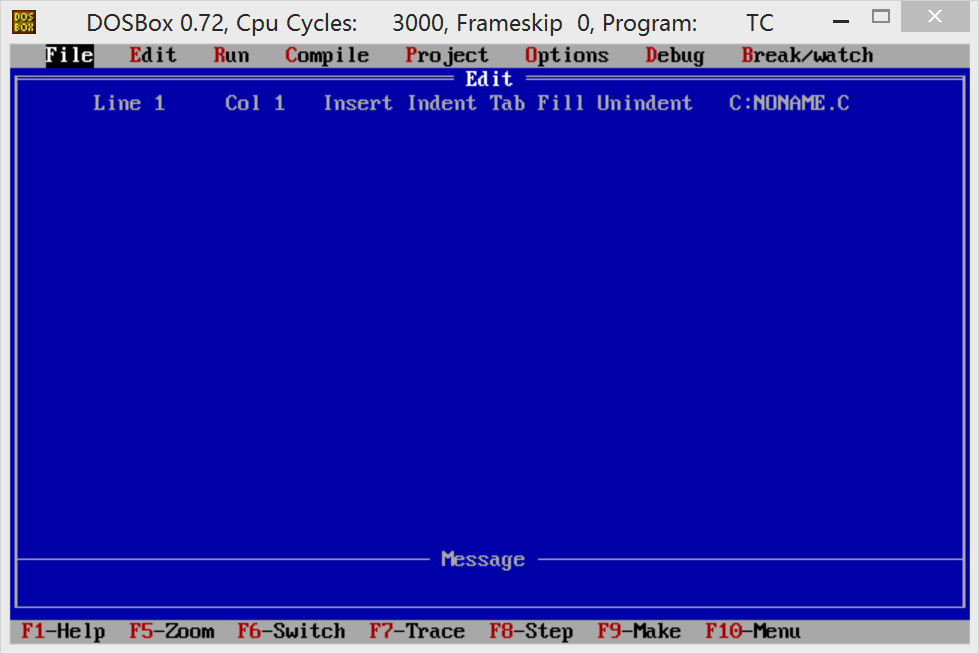 DOS BOX
DOSBox 0.72, Cpu Cycles: 3000, Frameskip 0, Program: TC
File Edit Run Compile Project Options Debug Break/watch
Edit
Line 1 Col 1 Insert Indent Tab Fill Unindent C:NONAME.C
Message
F1-Help F5-Zoom F6-Switch F7-Trace F8-Step F9-Make F10-Menu